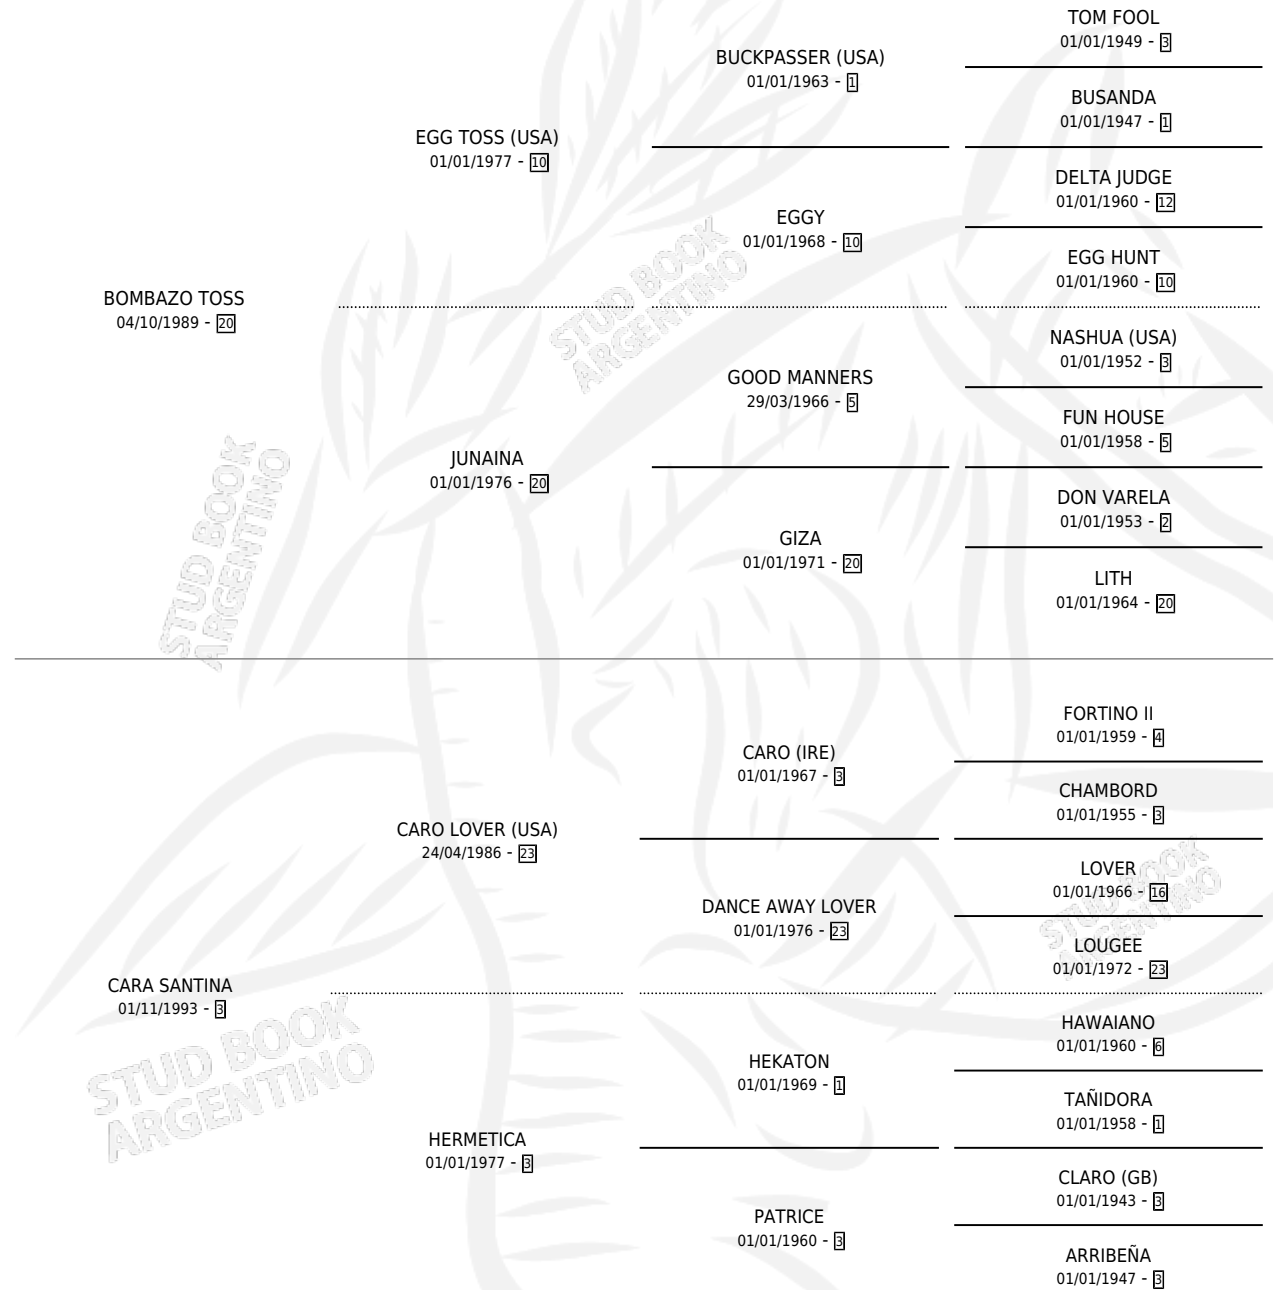 TOM FOOL
01/01/1949 - 3
BUCKPASSER (USA)
01/01/1963 - 1
BUSANDA
01/01/1947 - 1
EGG TOSS (USA)
01/01/1977 - 10
DELTA JUDGE
01/01/1960 - 12
EGGY
01/01/1968 - 10
EGG HUNT
01/01/1960 - 10
STUD BOOK
ARGENTINO
BOMBAZO TOSS
04/10/1989 - 20
NASHUA (USA)
01/01/1952 - 3
GOOD MANNERS
29/03/1966 - 5
FUN HOUSE
01/01/1958 - 5
JUNAINA
01/01/1976 - 20
DON VARELA
01/01/1953 - 2
GIZA
01/01/1971 - 20
LITH
01/01/1964 - 20
STUD BOOK
ARGENTINO
FORTINO II
01/01/1959 - 4
CARO (IRE)
01/01/1967 - 3
CHAMBORD
01/01/1955 - 3
CARO LOVER (USA)
24/04/1986 - 23
LOVER
01/01/1966 - 16
DANCE AWAY LOVER
01/01/1976 - 23
LOUGEE
01/01/1972 - 23
STUD BOOK
ARGENTINO
CARA SANTINA
01/11/1993 - 3
HAWAIANO
01/01/1960 - 6
HEKATON
01/01/1969 - 1
TAÑIDORA
01/01/1958 - 1
HERMETICA
01/01/1977 - 3
CLARO (GB)
01/01/1943 - 3
PATRICE
01/01/1960 - 3
ARRIBEÑA
01/01/1947 - 3
STUD BOOK
ARGENTINO